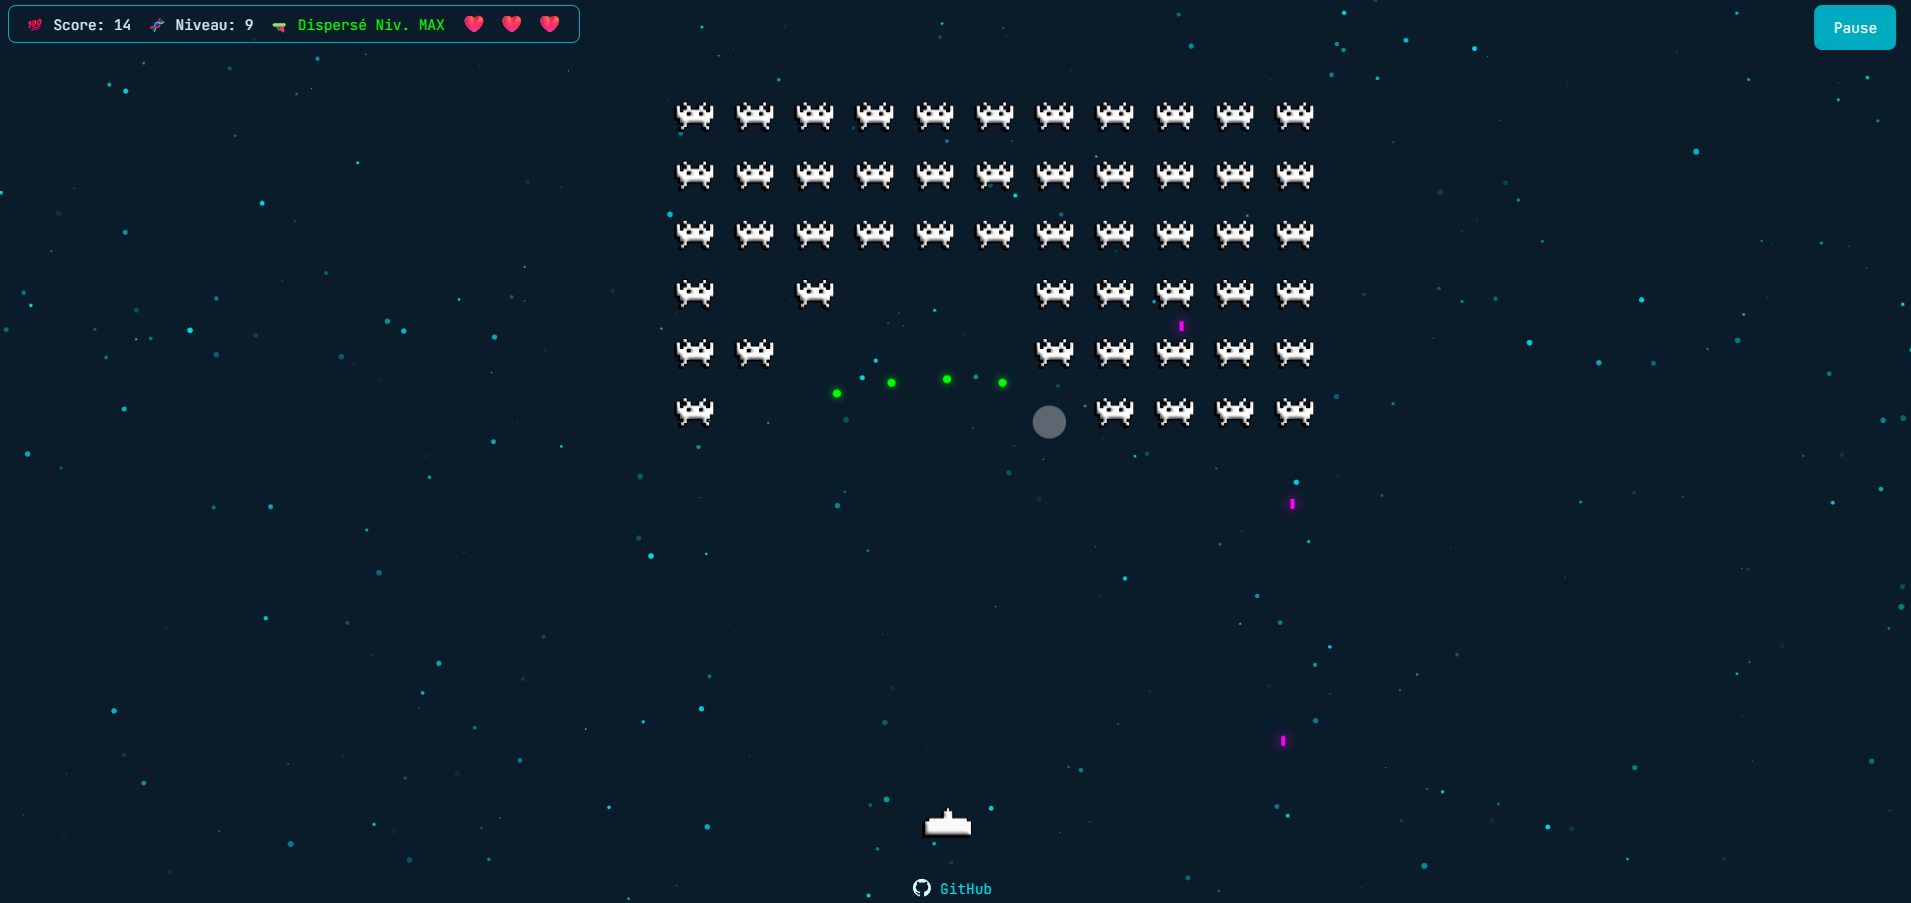 💯 Score: 14 🧬 Niveau: 9 🔫 Dispersé Niv. MAX
Pause
GitHub